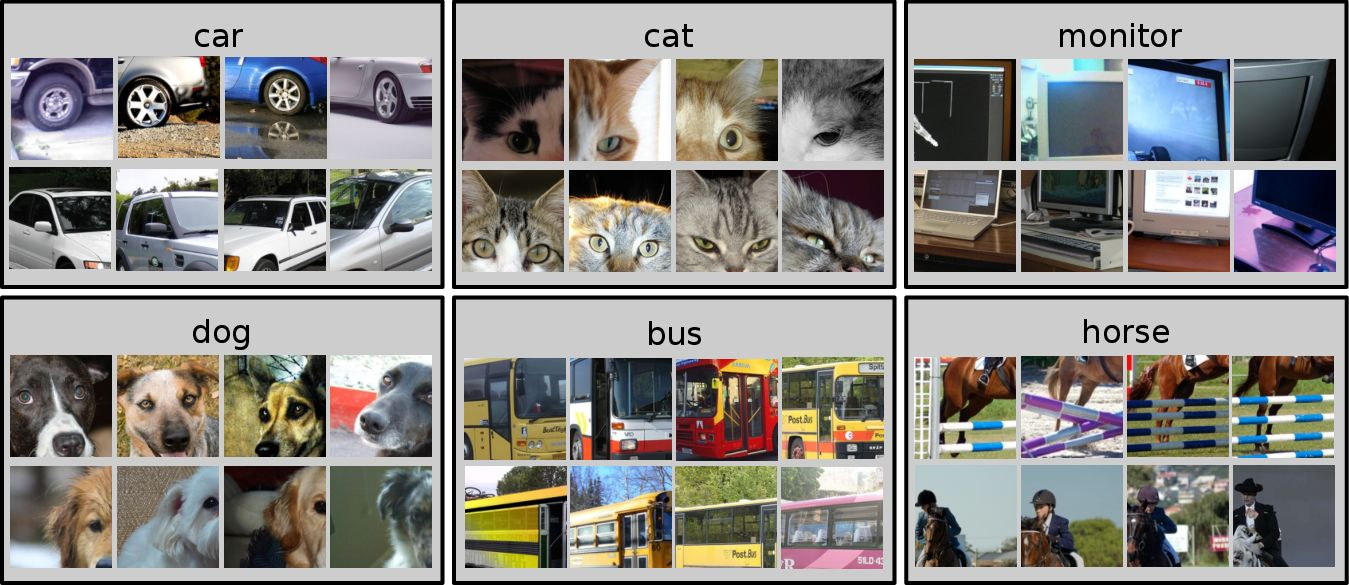 car
cat
monitor
dog
bus
horse
Post.Bus
Post.Bus